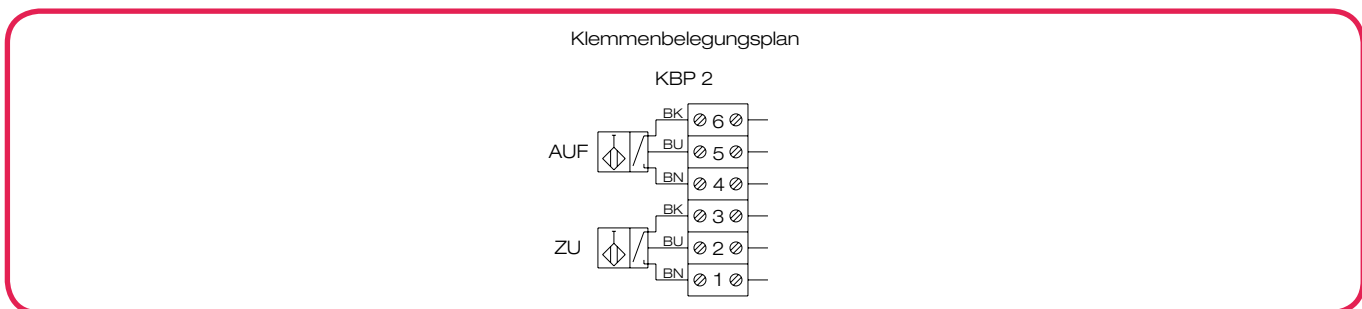 Klemmenbelegungsplan
KBP 2
BK 6
AUF BU 5
BN 4
BK 3
ZU BU 2
BN 1